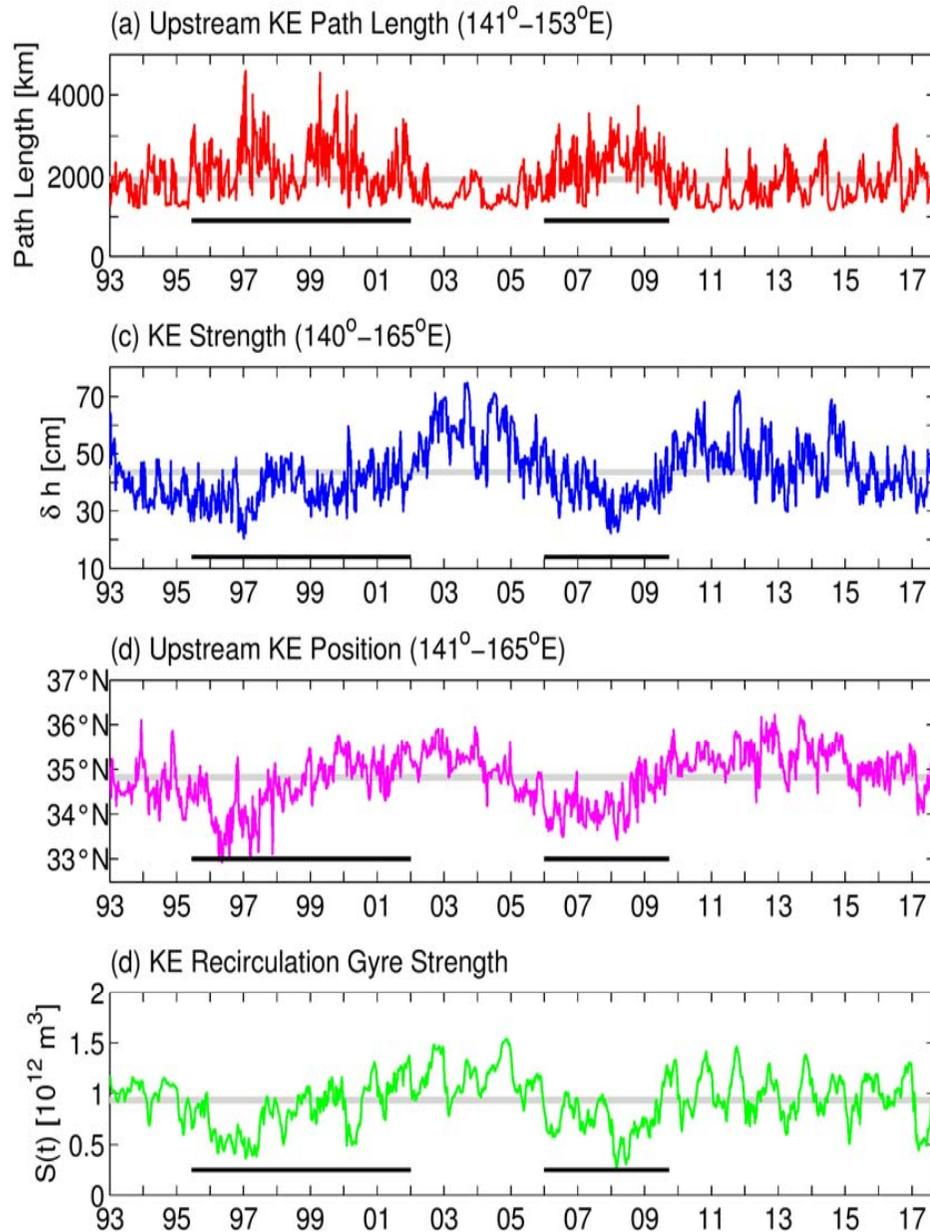 (a) Upstream KE Path Length (141°–153°E)
Path Length [km]
4000
2000
0
93 95 97 99 01 03 05 07 09 11 13 15 17
(c) KE Strength (140°–165°E)
δ h [cm]
70
50
30
10
93 95 97 99 01 03 05 07 09 11 13 15 17
(d) Upstream KE Position (141°–165°E)
37°N
36°N
35°N
34°N
33°N
93 95 97 99 01 03 05 07 09 11 13 15 17
(d) KE Recirculation Gyre Strength
S(t) [10¹² m³]
2
1.5
1
0.5
0
93 95 97 99 01 03 05 07 09 11 13 15 17